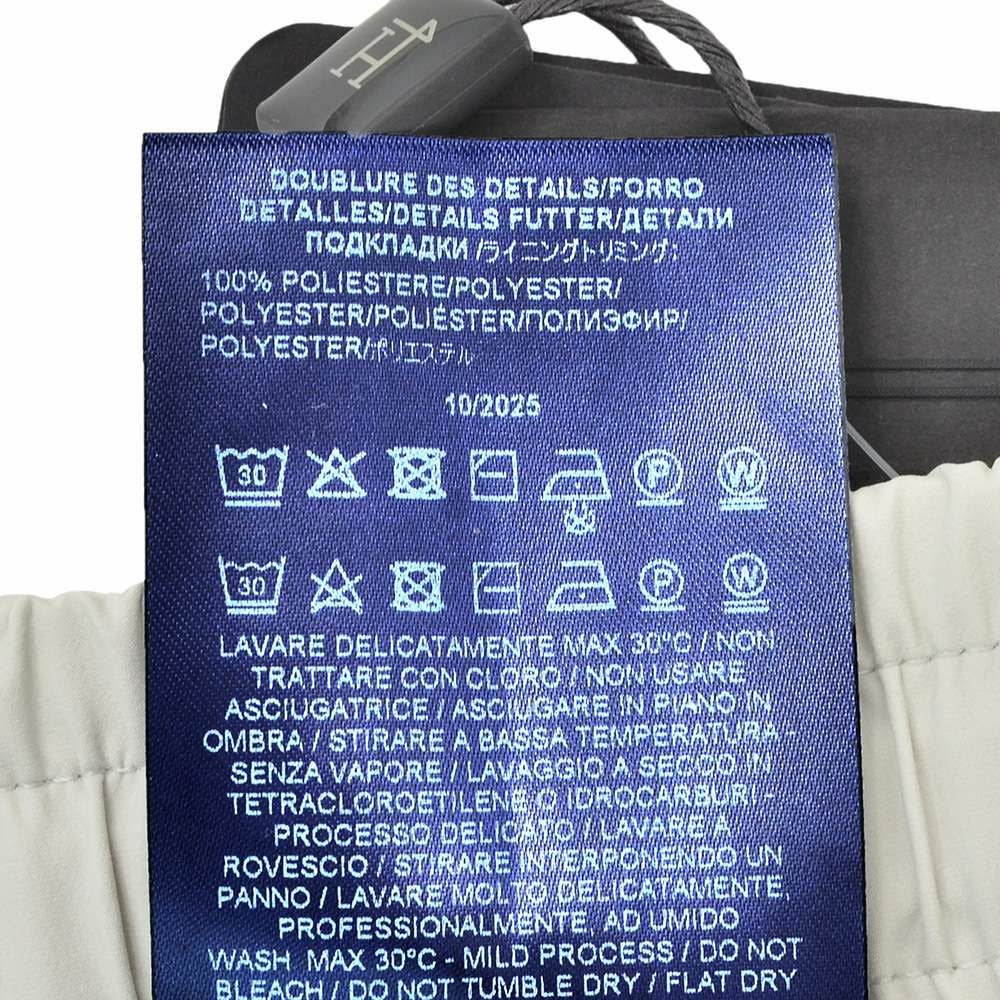 DOUBLURE DES DETAILS/FORRO
DETALLES/DETAILS FUTTER/ДЕТАЛИ
ПОДКЛАДКИ /ライニングトリミング:
100% POLIESTERE/POLYESTER/
POLYESTER/POLIÉSTER/ПОЛИЭФИР/
POLYESTER/ポリエステル
10/2025
30 P W
30 P W
LAVARE DELICATAMENTE MAX 30°C / NON
TRATTARE CON CLORO / NON USARE
ASCIUGATRICE / ASCIUGARE IN PIANO IN
OMBRA / STIRARE A BASSA TEMPERATURA -
SENZA VAPORE / LAVAGGIO A SECCO IN
TETRACLOROETILENE O IDROCARBURI -
PROCESSO DELICATO / LAVARE A
ROVESCIO / STIRARE INTERPONENDO UN
PANNO / LAVARE MOLTO DELICATAMENTE,
PROFESSIONALMENTE, AD UMIDO
WASH MAX 30°C - MILD PROCESS / DO NOT
BLEACH / DO NOT TUMBLE DRY / FLAT DRY